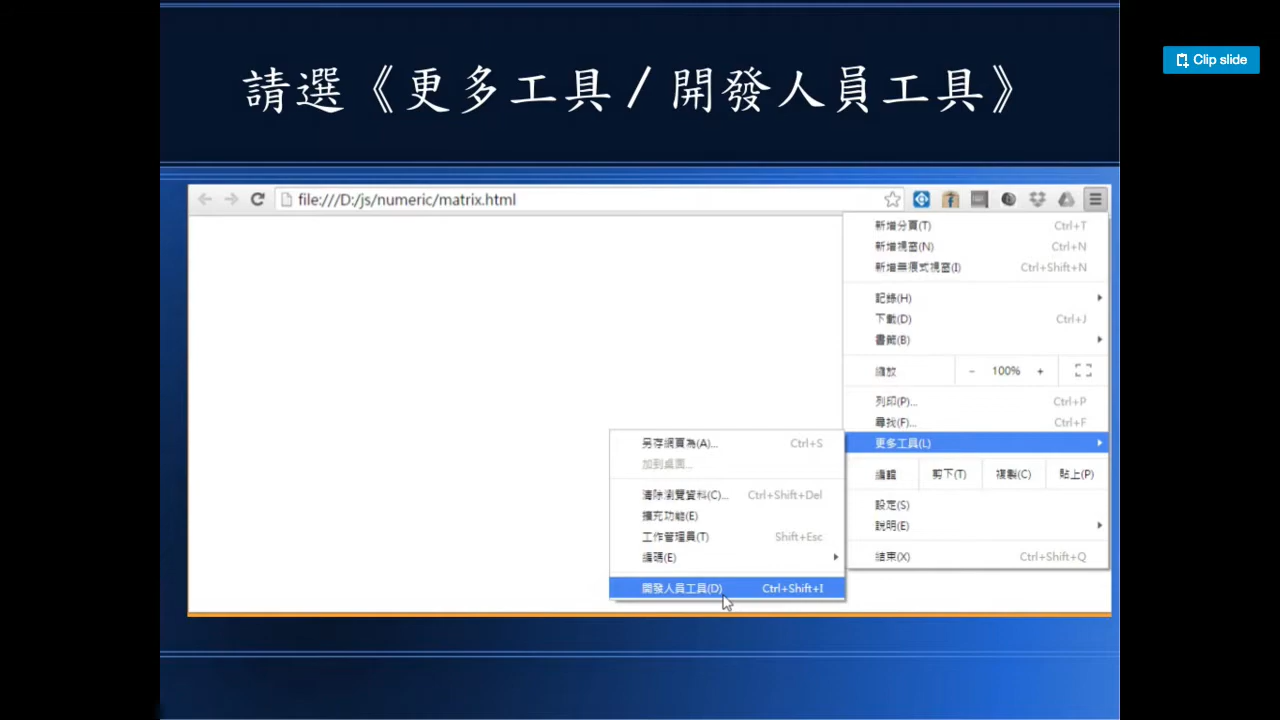 Clip slide
請選《更多工具/開發人員工具》
file:///D:/js/numeric/matrix.html
新增分頁(T) Ctrl+T
新增視窗(N) Ctrl+N
新增無痕式視窗(I) Ctrl+Shift+N
記錄(H)
下載(D) Ctrl+J
書籤(B)
縮放 - 100% +
列印(P)... Ctrl+P
尋找(F)... Ctrl+F
更多工具(L)
編輯 剪下(T) 複製(C) 貼上(P)
設定(S)
說明(E)
結束(X) Ctrl+Shift+Q
另存網頁為(A)... Ctrl+S
加到桌面...
清除瀏覽資料(C)... Ctrl+Shift+Del
擴充功能(E)
工作管理員(T) Shift+Esc
編碼(E)
開發人員工具(D) Ctrl+Shift+I